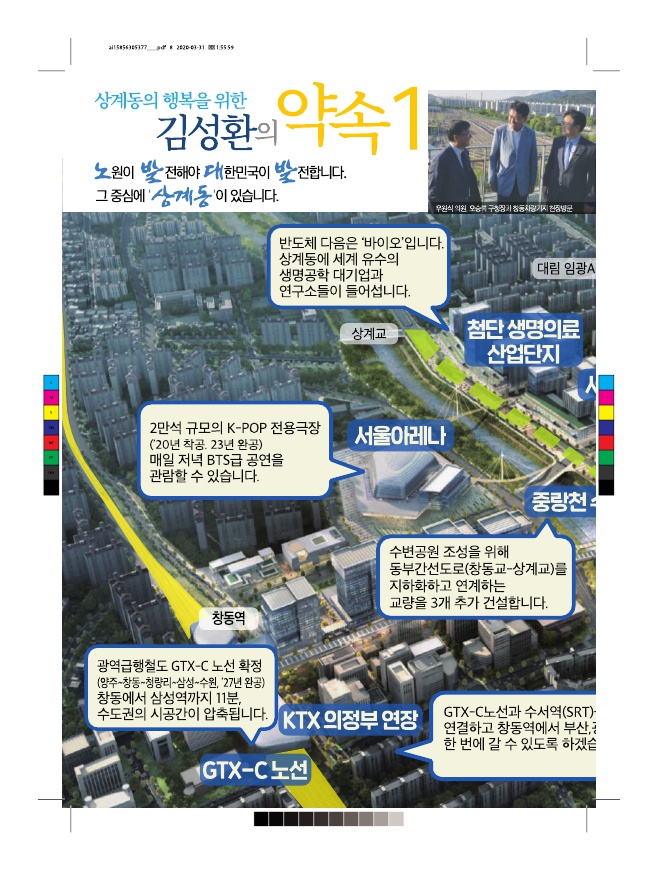 ai15856305377___.pdf 8 2020-03-31 1:55:59
상계동의 행복을 위한
김성환의 약속1
노원이 발전해야 대한민국이 발전합니다.
그 중심에 '상계동'이 있습니다.
우원식 의원, 오승록 구청장과 창동차량기지 현장방문
반도체 다음은 '바이오'입니다.
상계동에 세계 유수의
생명공학 대기업과
연구소들이 들어섭니다.
대림 임광A
상계교
첨단 생명의료
산업단지
2만석 규모의 K-POP 전용극장
('20년 착공, 23년 완공)
매일 저녁 BTS급 공연을
관람할 수 있습니다.
서울아레나
중랑천
수변공원 조성을 위해
동부간선도로(창동교-상계교)를
지하화하고 연계하는
교량을 3개 추가 건설합니다.
창동역
광역급행철도 GTX-C 노선 확정
(양주~창동~청량리~삼성~수원, '27년 완공)
창동에서 삼성역까지 11분,
수도권의 시공간이 압축됩니다.
KTX 의정부 연장
GTX-C노선과 수서역(SRT)
연결하고 창동역에서 부산,
한 번에 갈 수 있도록 하겠
GTX-C 노선